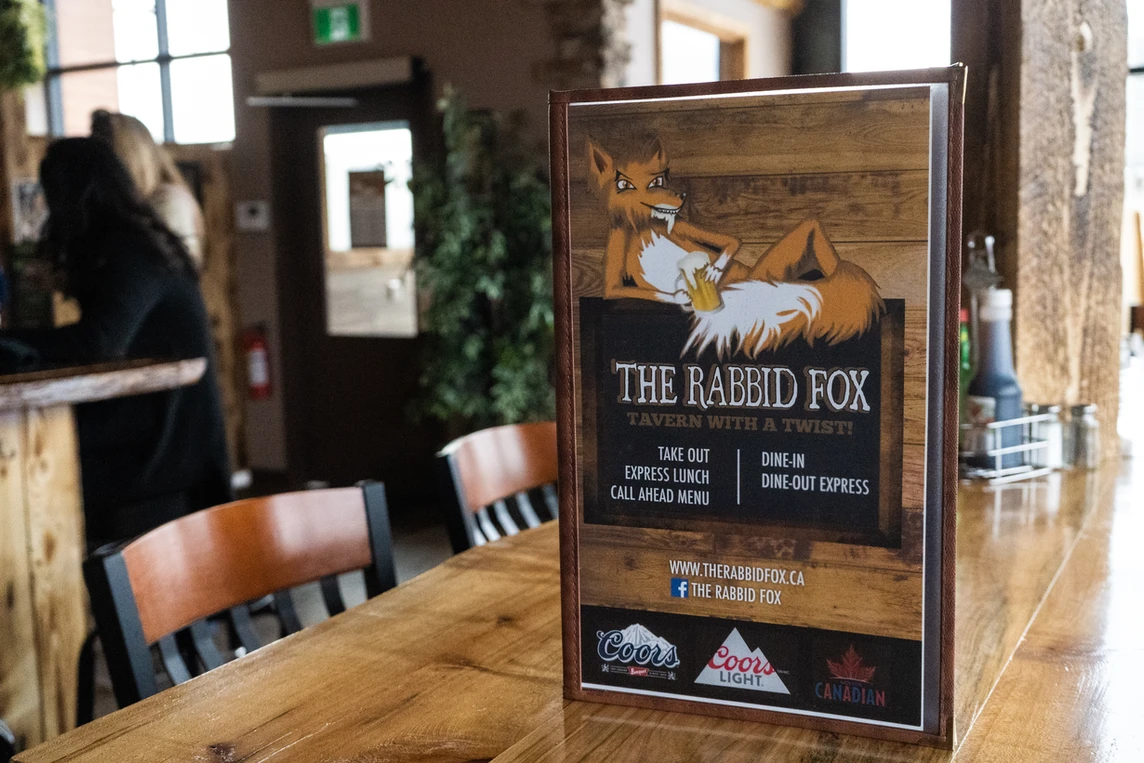 THE RABBID FOX
TAVERN WITH A TWIST!
TAKE OUT
EXPRESS LUNCH
CALL AHEAD MENU
DINE-IN
DINE-OUT EXPRESS
WWW.THERABBIDFOX.CA
f THE RABBID FOX
Coors
Coors
LIGHT
CANADIAN